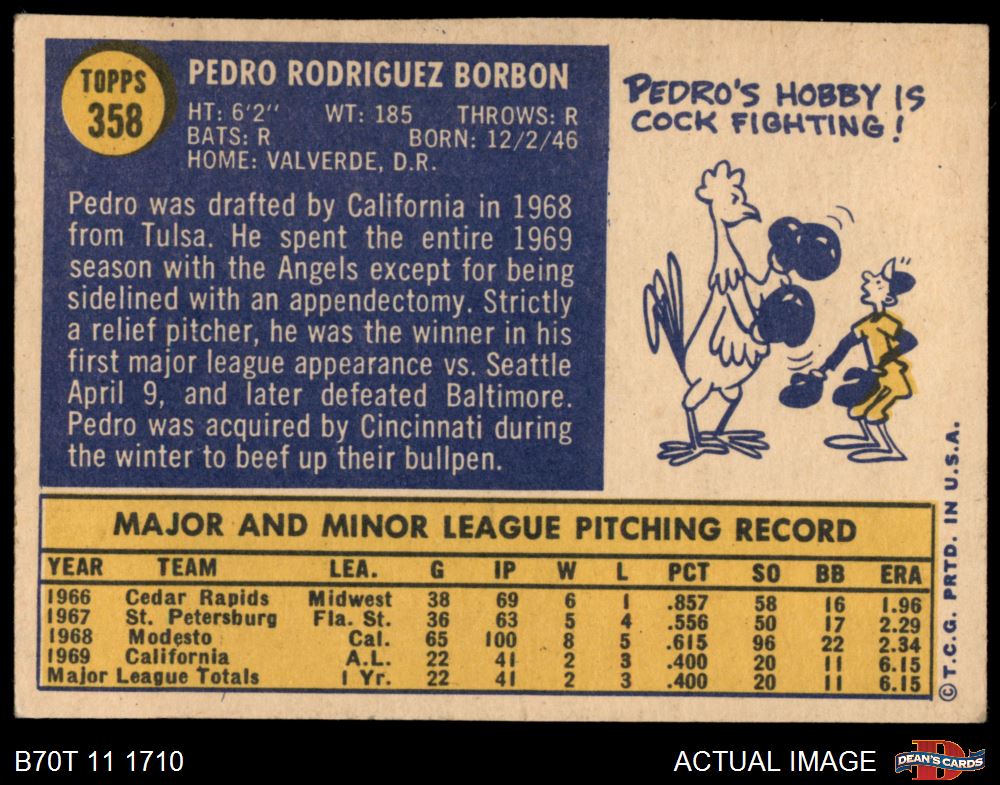 TOPPS
358
PEDRO RODRIGUEZ BORBON
HT: 6'2" WT: 185 THROWS: R
BATS: R BORN: 12/2/46
HOME: VALVERDE, D.R.
Pedro was drafted by California in 1968
from Tulsa. He spent the entire 1969
season with the Angels except for being
sidelined with an appendectomy. Strictly
a relief pitcher, he was the winner in his
first major league appearance vs. Seattle
April 9, and later defeated Baltimore.
Pedro was acquired by Cincinnati during
the winter to beef up their bullpen.
PEDRO'S HOBBY IS
COCK FIGHTING!
MAJOR AND MINOR LEAGUE PITCHING RECORD
YEAR TEAM LEA. G IP W L PCT SO BB ERA
1966 Cedar Rapids Midwest 38 69 6 1 .857 58 16 1.96
1967 St. Petersburg Fla. St. 36 63 5 4 .556 50 17 2.29
1968 Modesto Cal. 65 100 8 5 .615 96 22 2.34
1969 California A.L. 22 41 2 3 .400 20 11 6.15
Major League Totals 1 Yr. 22 41 2 3 .400 20 11 6.15
©T.C.G. PRTD. IN U.S.A.
B70T 11 1710
ACTUAL IMAGE
DEAN'S CARDS